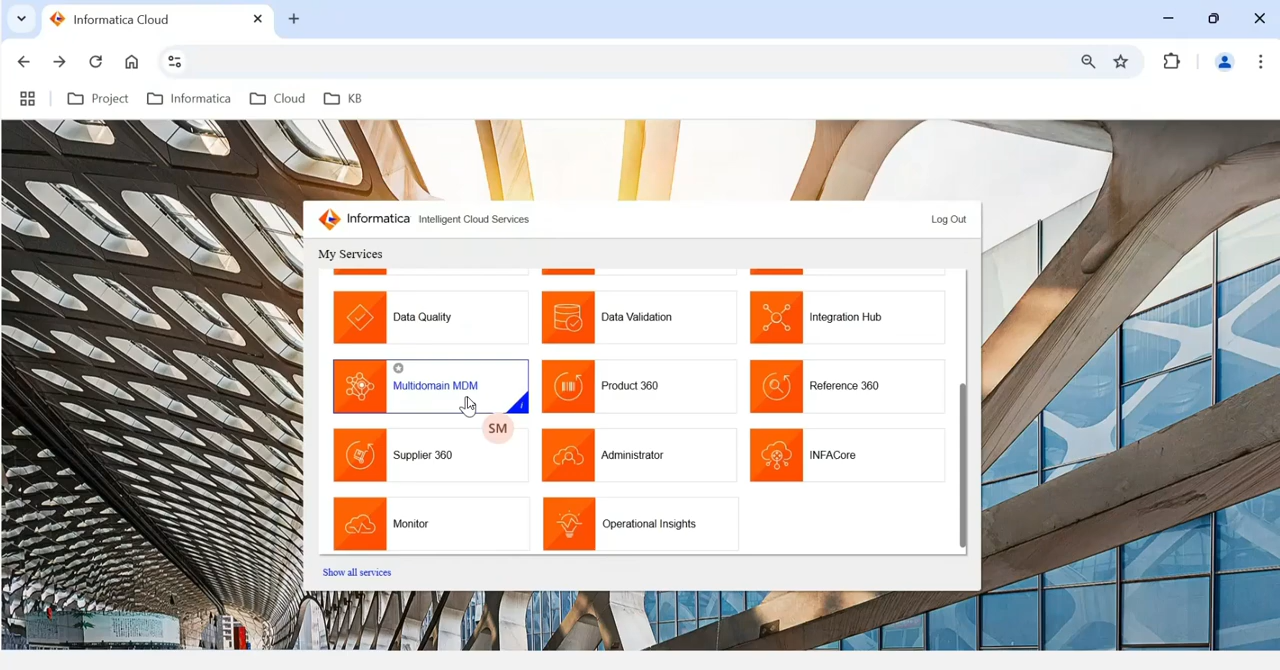 Informatica Cloud
Project
Informatica
Cloud
KB
Informatica Intelligent Cloud Services
Log Out
My Services
Data Quality
Data Validation
Integration Hub
Multidomain MDM
i
Product 360
Reference 360
SM
Supplier 360
Administrator
INFACore
Monitor
Operational Insights
Show all services